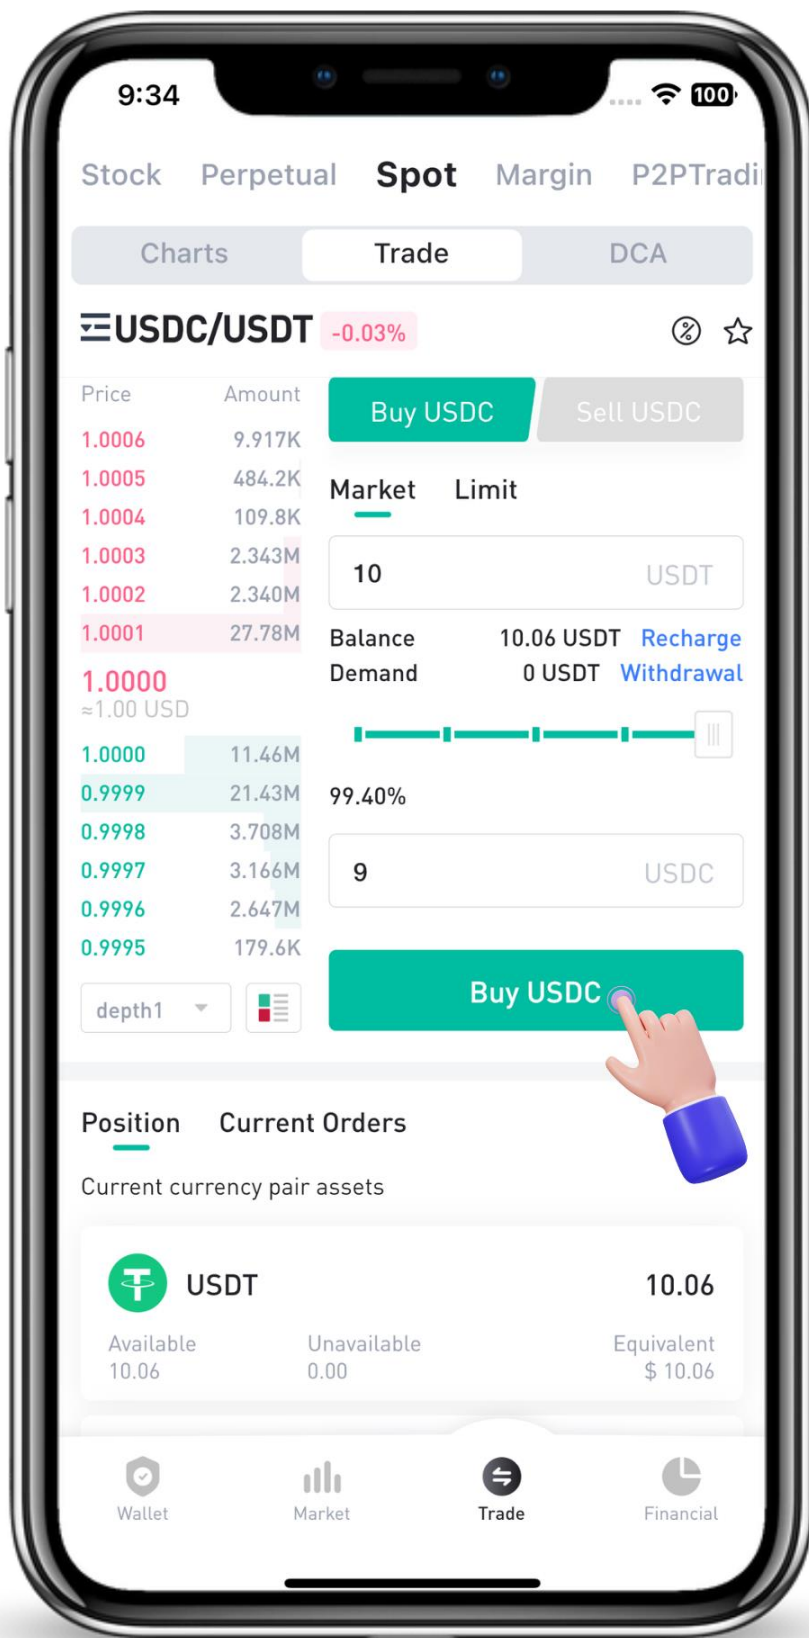 9:34
100
Stock Perpetual Spot Margin P2PTradi
Charts Trade DCA
USDC/USDT -0.03%
Price Amount
1.0006 9.917K
1.0005 484.2K
1.0004 109.8K
1.0003 2.343M
1.0002 2.340M
1.0001 27.78M
1.0000
≈1.00 USD
1.0000 11.46M
0.9999 21.43M
0.9998 3.708M
0.9997 3.166M
0.9996 2.647M
0.9995 179.6K
depth1
Buy USDC Sell USDC
Market Limit
10 USDT
Balance 10.06 USDT Recharge
Demand 0 USDT Withdrawal
99.40%
9 USDC
Buy USDC
Position Current Orders
Current currency pair assets
USDT 10.06
Available Unavailable Equivalent
10.06 0.00 $ 10.06
Wallet Market Trade Financial